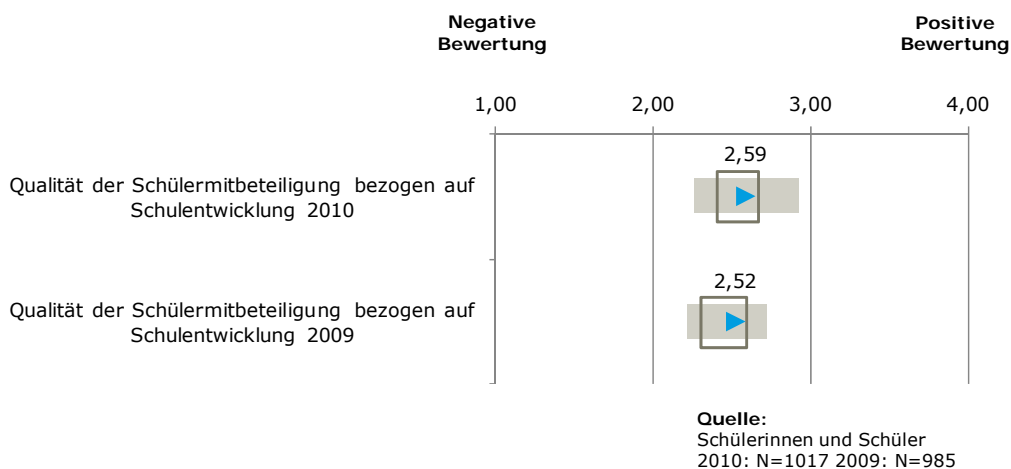 Negative
Bewertung
Positive
Bewertung
1,00 2,00 3,00 4,00
2,59
Qualität der Schülermitbeteiligung bezogen auf
Schulentwicklung 2010
2,52
Qualität der Schülermitbeteiligung bezogen auf
Schulentwicklung 2009
Quelle:
Schülerinnen und Schüler
2010: N=1017 2009: N=985